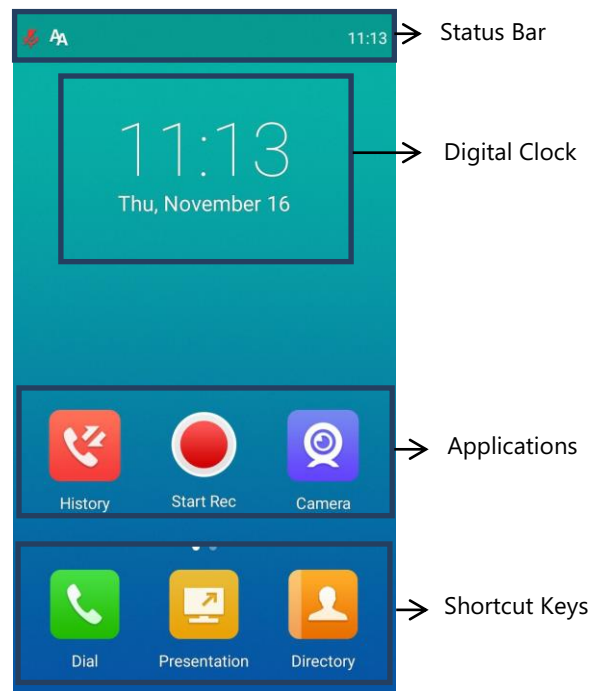 AA 11:13
Status Bar
11:13
Thu, November 16
Digital Clock
History Start Rec Camera
Applications
Dial Presentation Directory
Shortcut Keys